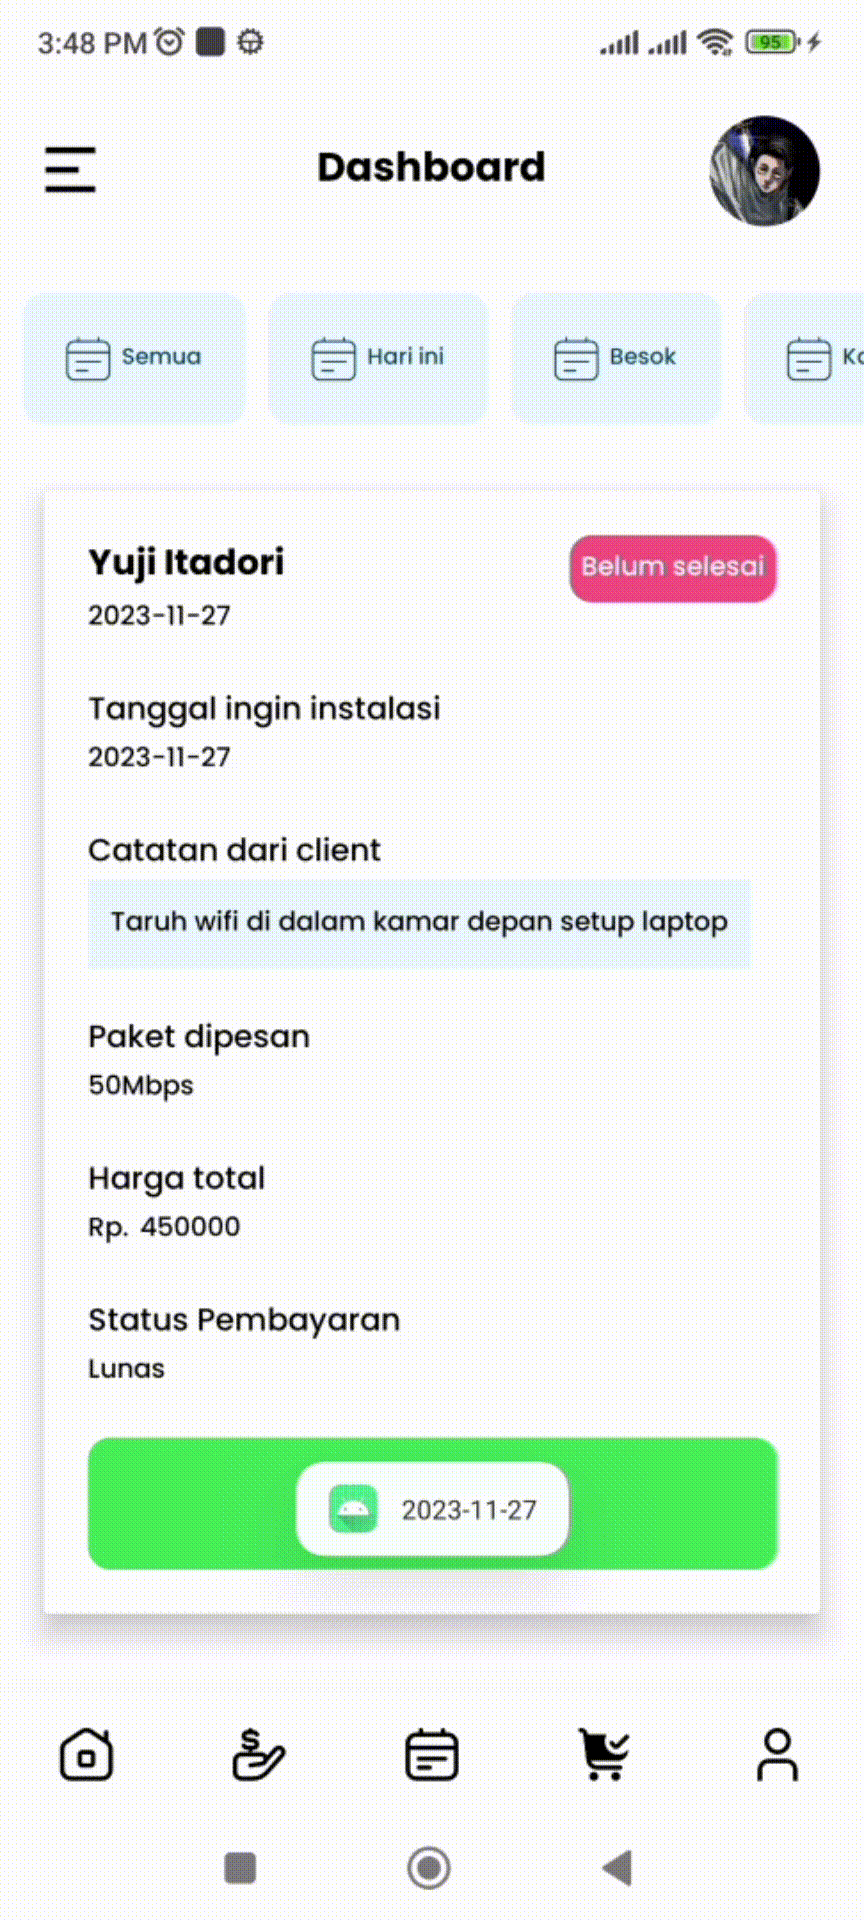 3:48 PM
95
Dashboard
Semua
Hari ini
Besok
Belum selesai
Yuji Itadori
2023-11-27
Tanggal ingin instalasi
2023-11-27
Catatan dari client
Taruh wifi di dalam kamar depan setup laptop
Paket dipesan
50Mbps
Harga total
Rp. 450000
Status Pembayaran
Lunas
2023-11-27